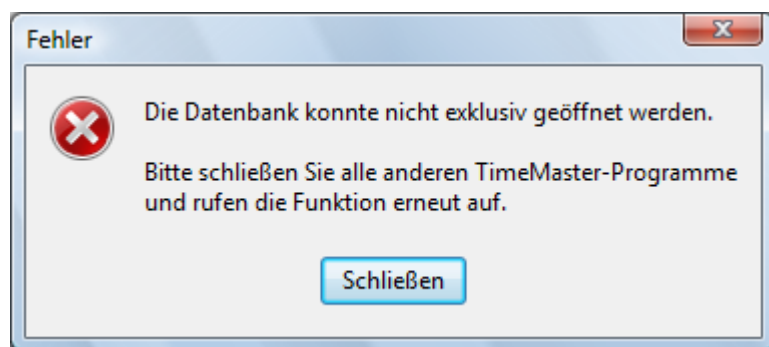 Fehler
Die Datenbank konnte nicht exklusiv geöffnet werden.
Bitte schließen Sie alle anderen TimeMaster-Programme
und rufen die Funktion erneut auf.
Schließen